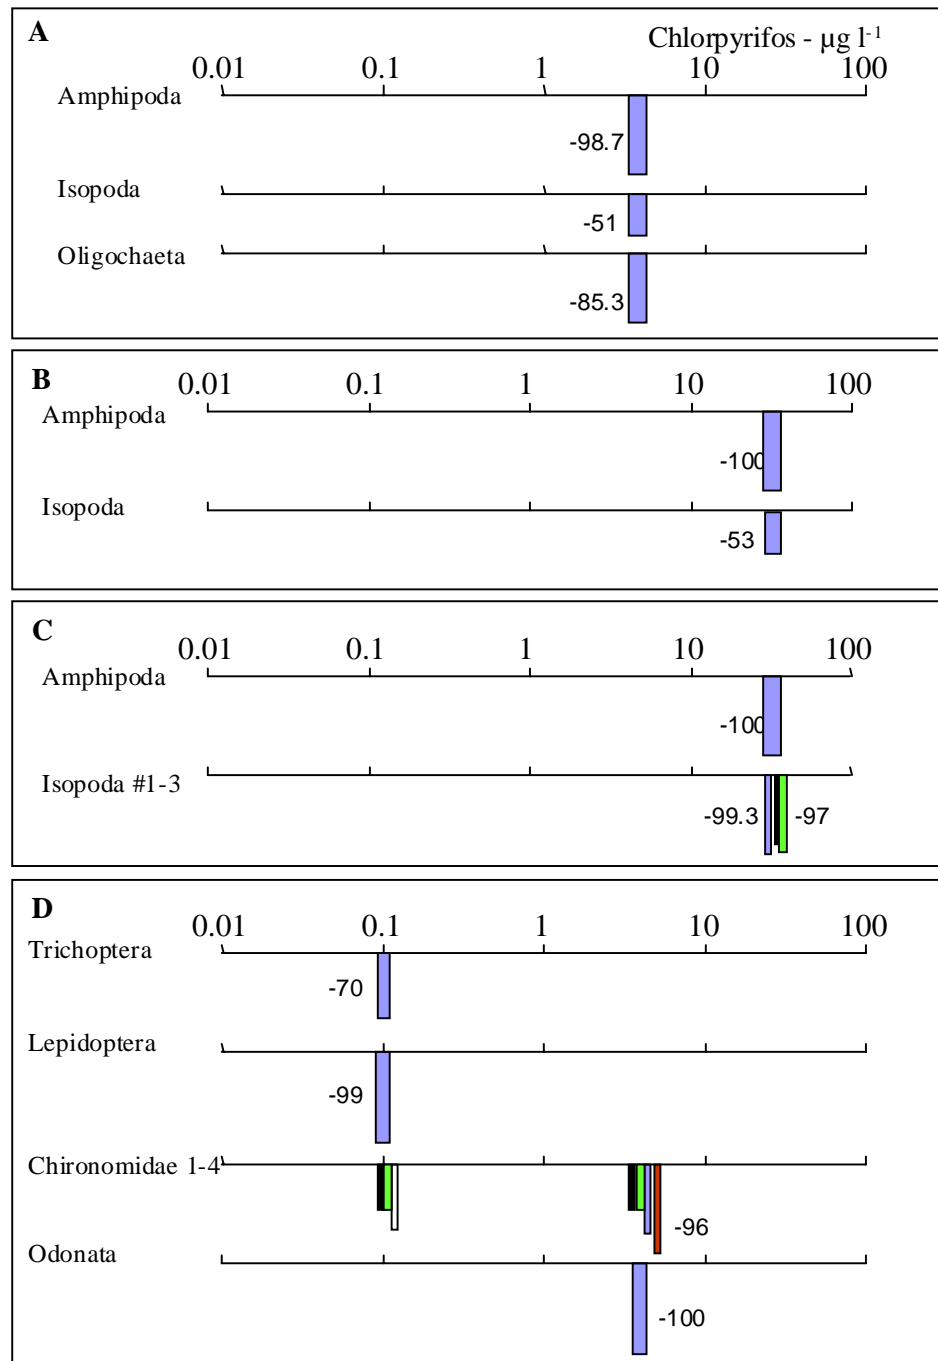 A
Chlorpyrifos - µg l-1
0.01 0.1 1 10 100
Amphipoda
-98.7
Isopoda
-51
Oligochaeta
-85.3
B
0.01 0.1 1 10 100
Amphipoda
-100
Isopoda
-53
C
0.01 0.1 1 10 100
Amphipoda
-100
Isopoda #1-3
-99.3 -97
D
0.01 0.1 1 10 100
Trichoptera
-70
Lepidoptera
-99
Chironomidae 1-4
-96
Odonata
-100